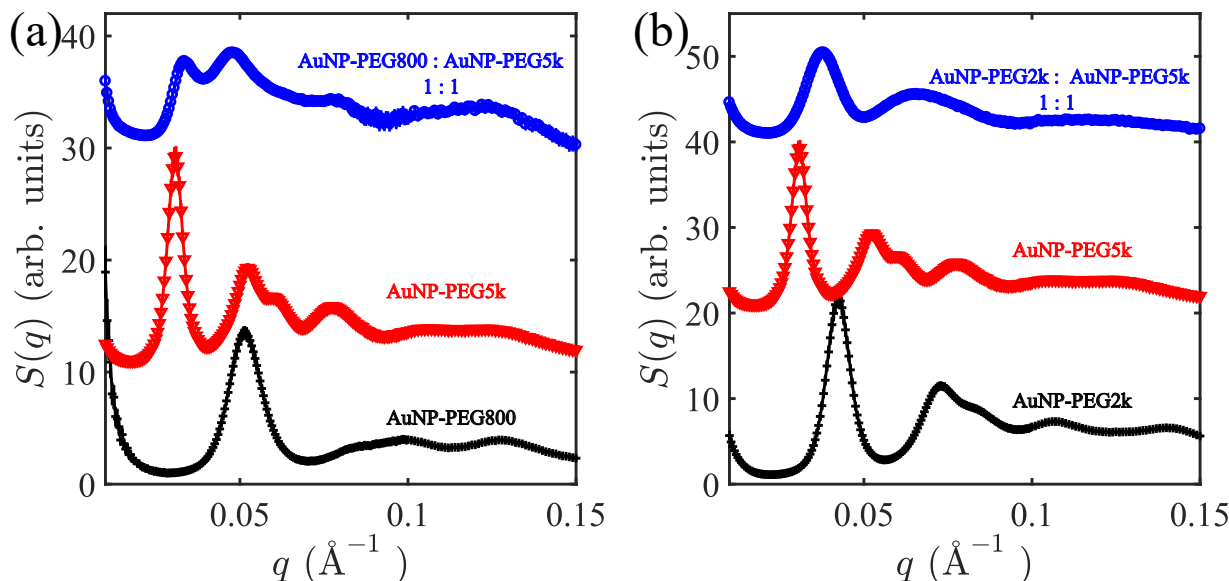 (a)
40
30
20
10
0
S(q) (arb. units)
AuNP-PEG800 : AuNP-PEG5k
1 : 1
AuNP-PEG5k
AuNP-PEG800
0.05
0.1
0.15
q (Å⁻¹ )
(b)
50
40
30
20
10
0
S(q) (arb. units)
AuNP-PEG2k : AuNP-PEG5k
1 : 1
AuNP-PEG5k
AuNP-PEG2k
0.05
0.1
0.15
q (Å⁻¹ )